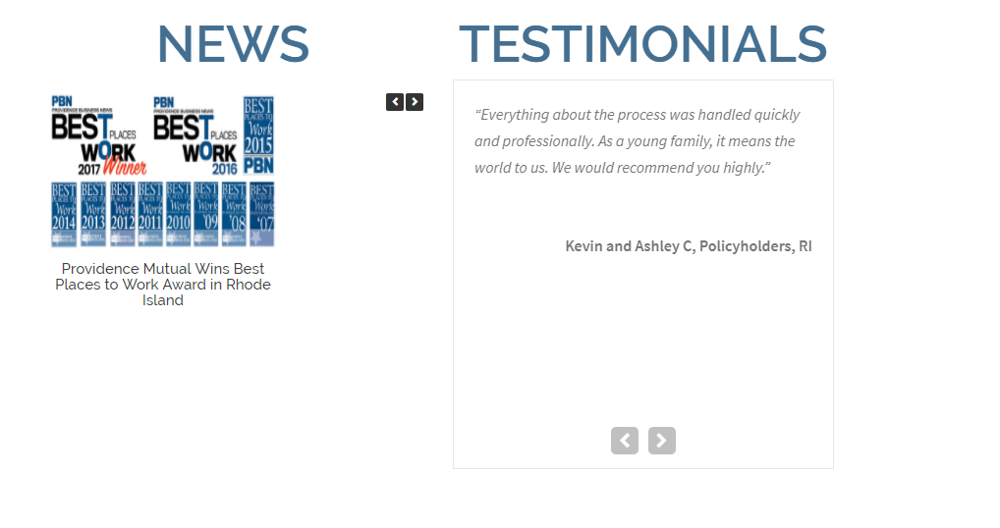 NEWS
TESTIMONIALS
PBN
PROVIDENCE BUSINESS NEWS
BEST
PLACES
WORK
2017 Winner
PBN
PROVIDENCE BUSINESS NEWS
BEST
PLACES
WORK
2016
BEST
PLACES TO
Work
2015
PBN
BEST
Work
2014
BEST
Work
2013
BEST
Work
2012
BEST
Work
2011
BEST
Work
2010
BEST
Work
'09
BEST
Work
'08
BEST
Work
'07
Providence Mutual Wins Best
Places to Work Award in Rhode
Island
“Everything about the process was handled quickly
and professionally. As a young family, it means the
world to us. We would recommend you highly.”
Kevin and Ashley C, Policyholders, RI